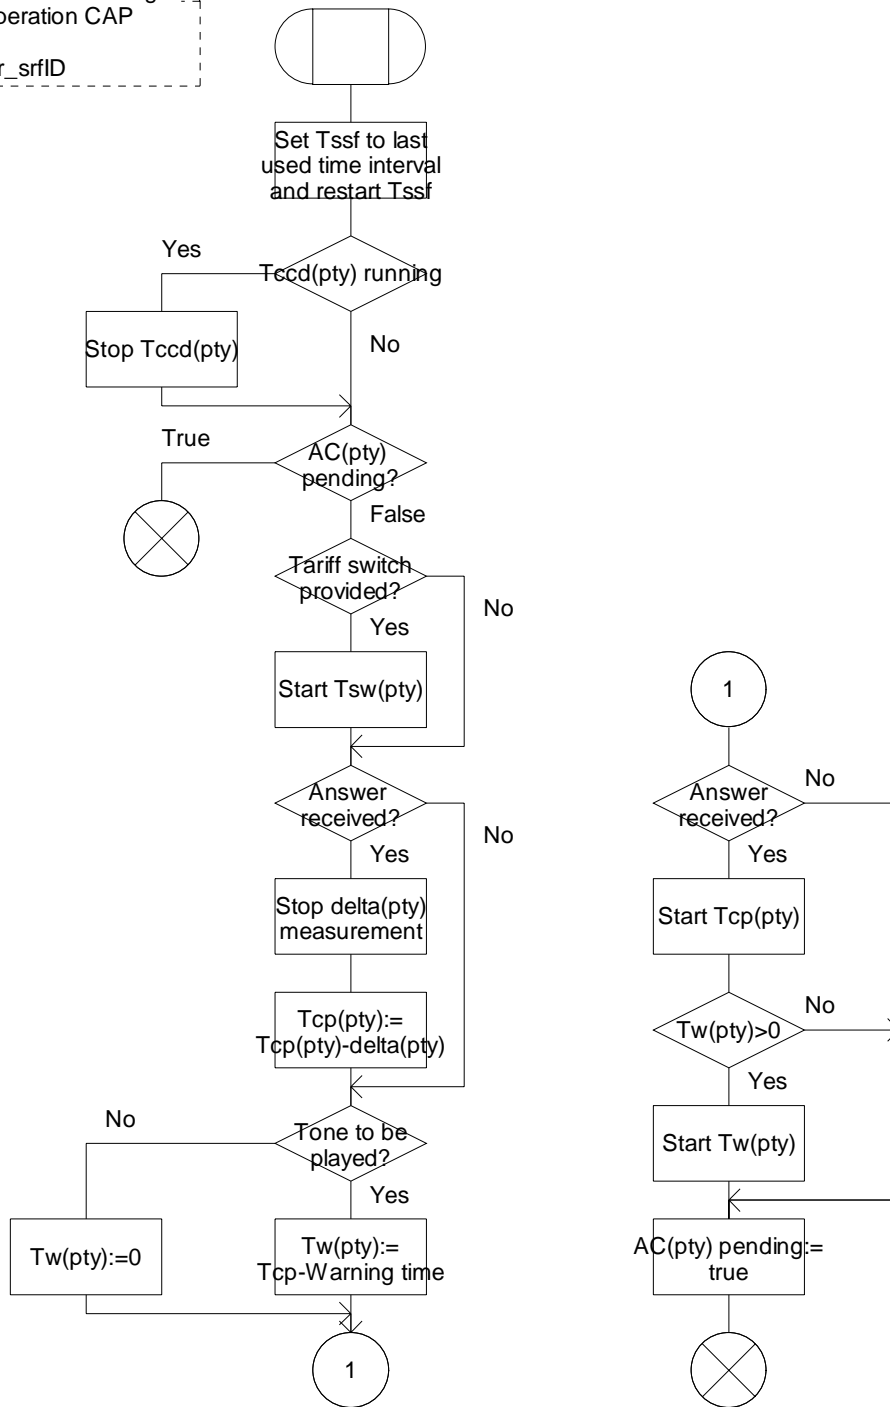 peration CAP
r_srfID
Set Tssf to last
used time interval
and restart Tssf
Yes
Tccd(pty) running
Stop Tccd(pty)
No
True
AC(pty)
pending?
False
Tariff switch
provided?
No
Yes
Start Tsw(pty)
Answer
received?
No
Yes
Stop delta(pty)
measurement
Tcp(pty):=
Tcp(pty)-delta(pty)
No
Tone to be
played?
Yes
Tw(pty):=0
Tw(pty):=
Tcp-Warning time
1
1
Answer
received?
No
Yes
Start Tcp(pty)
Tw(pty)>0
No
Yes
Start Tw(pty)
AC(pty) pending:=
true